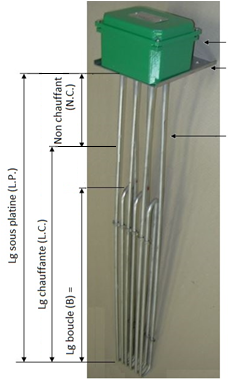 Lg sous platine (L.P.)
Non chauffant
(N.C.)
Lg chauffante (L.C.)
Lg boucle (B) =